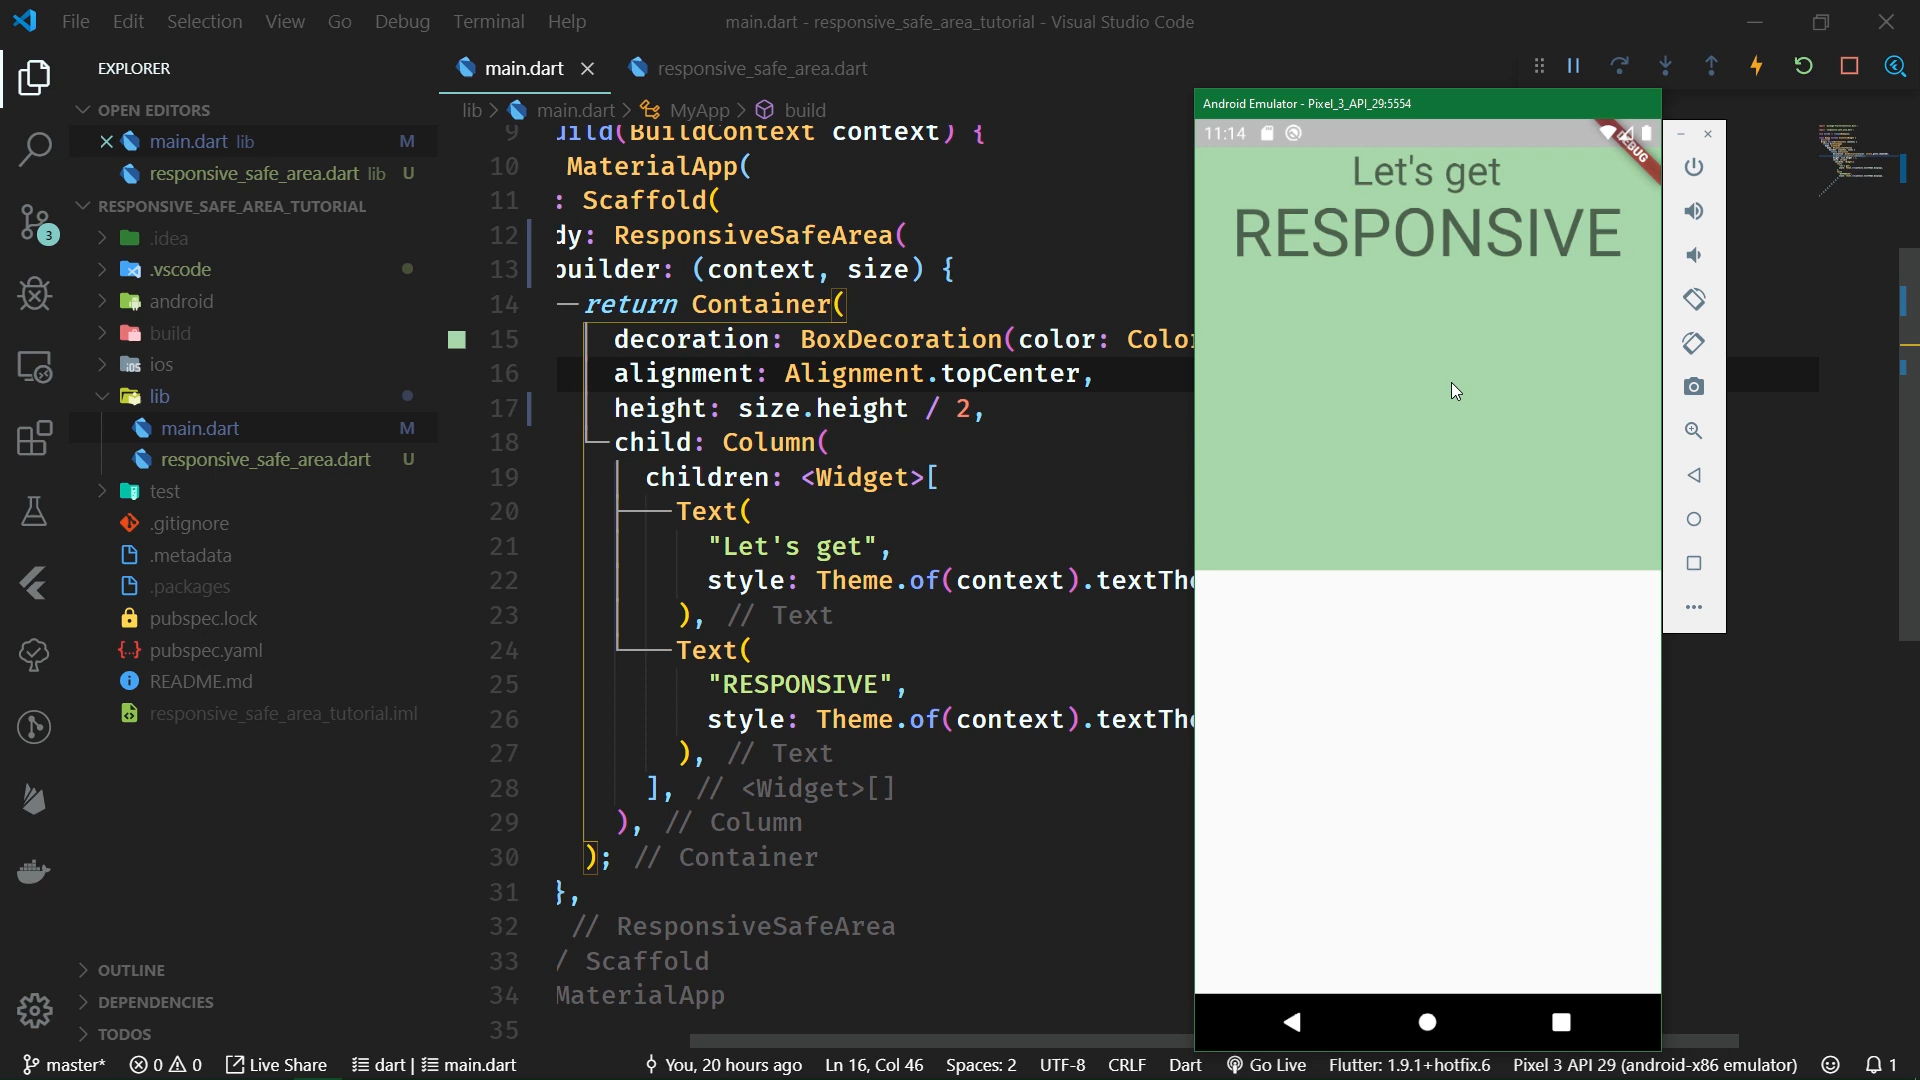 File Edit Selection View Go Debug Terminal Help
main.dart - responsive_safe_area_tutorial - Visual Studio Code
EXPLORER
OPEN EDITORS
main.dart lib M
responsive_safe_area.dart lib U
RESPONSIVE_SAFE_AREA_TUTORIAL
.idea
.vscode
android
build
ios
lib
main.dart M
responsive_safe_area.dart U
test
.gitignore
.metadata
.packages
pubspec.lock
pubspec.yaml
README.md
responsive_safe_area_tutorial.iml
OUTLINE
DEPENDENCIES
TODOS
3
main.dart responsive_safe_area.dart
lib > main.dart > MyApp > build
9 uild(BuildContext context) {
10 MaterialApp(
11 : Scaffold(
12 dy: ResponsiveSafeArea(
13 builder: (context, size) {
14 return Container(
15 decoration: BoxDecoration(color: Color
16 alignment: Alignment.topCenter,
17 height: size.height / 2,
18 child: Column(
19 children: <Widget>[
20 Text(
21 "Let's get",
22 style: Theme.of(context).textThe
23 ), // Text
24 Text(
25 "RESPONSIVE",
26 style: Theme.of(context).textThe
27 ), // Text
28 ], // <Widget>[]
29 ), // Column
30 ); // Container
31 },
32 // ResponsiveSafeArea
33 / Scaffold
34 MaterialApp
35
Android Emulator - Pixel_3_API_29:5554
11:14
DEBUG
Let's get
RESPONSIVE
master* 0 0 Live Share dart | main.dart You, 20 hours ago Ln 16, Col 46 Spaces: 2 UTF-8 CRLF Dart Go Live Flutter: 1.9.1+hotfix.6 Pixel 3 API 29 (android-x86 emulator) 1